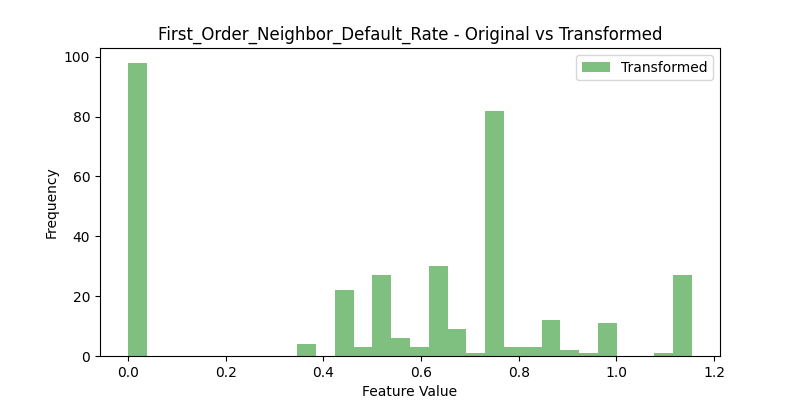 First_Order_Neighbor_Default_Rate - Original vs Transformed
Transformed
Frequency
100
80
60
40
20
0
0.0 0.2 0.4 0.6 0.8 1.0 1.2
Feature Value